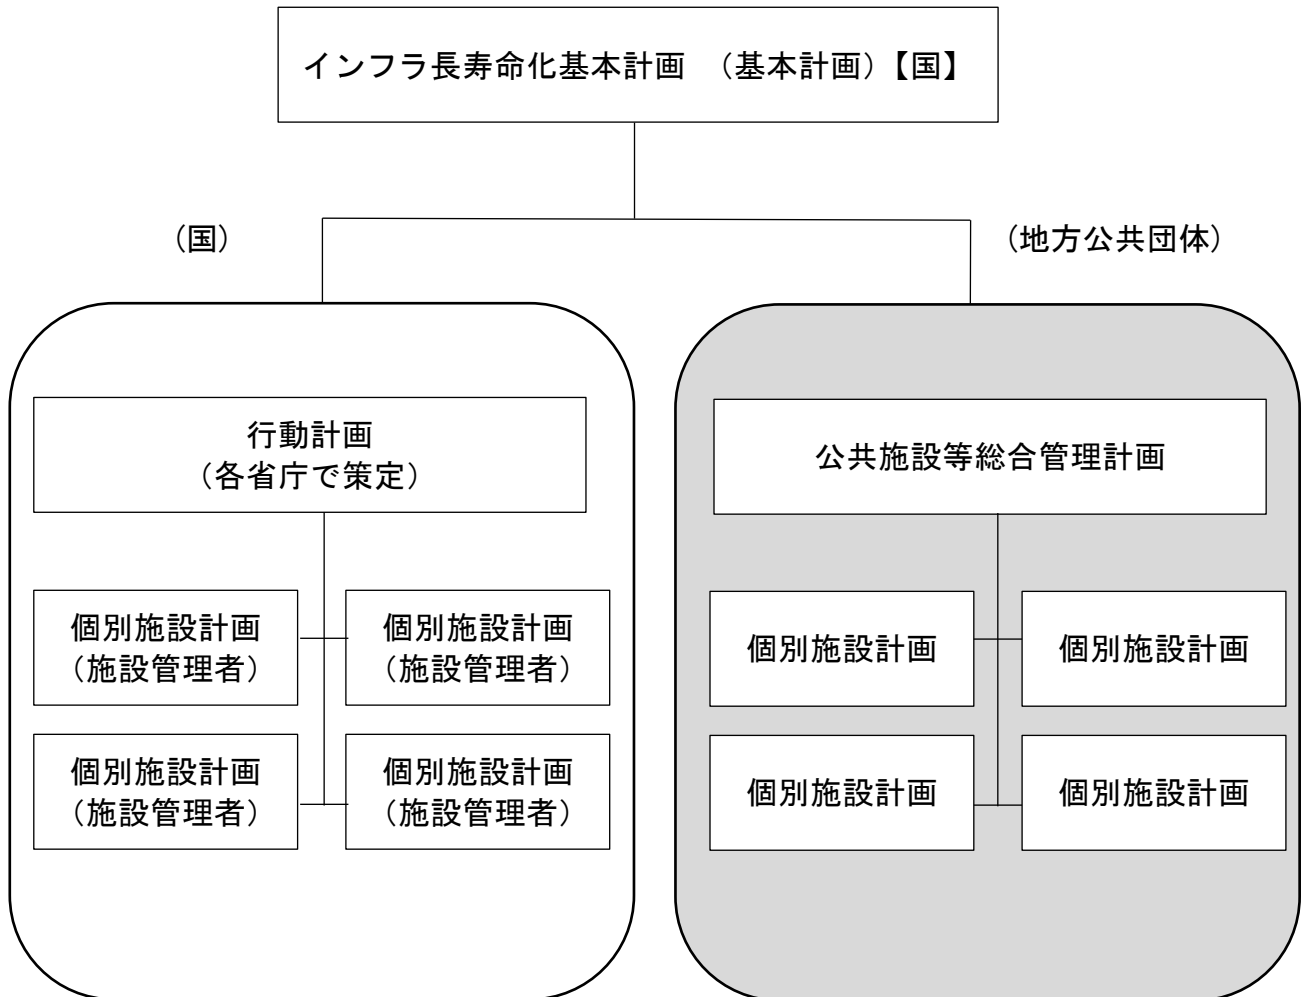 インフラ長寿命化基本計画 （基本計画）【国】
（国）
（地方公共団体）
行動計画
（各省庁で策定）
個別施設計画
（施設管理者）
個別施設計画
（施設管理者）
個別施設計画
（施設管理者）
個別施設計画
（施設管理者）
公共施設等総合管理計画
個別施設計画
個別施設計画
個別施設計画
個別施設計画